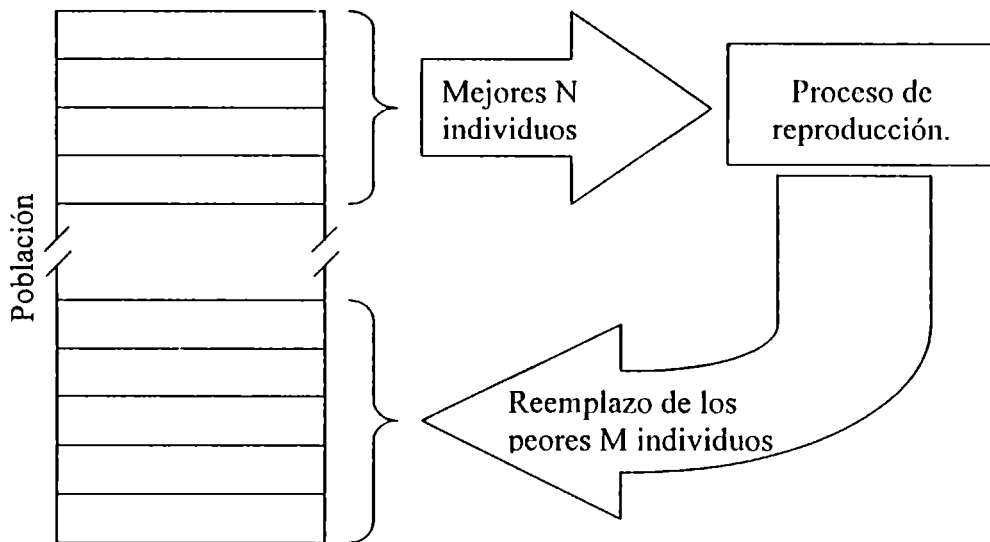 Población
Mejores N
individuos
Proceso de
reproducción.
Reemplazo de los
peores M individuos